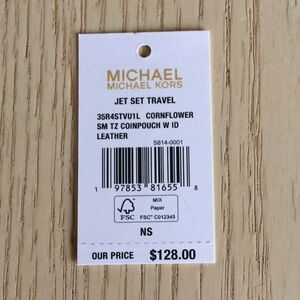 MICHAEL
MICHAEL KORS
JET SET TRAVEL
35R4STVU1L CORNFLOWER
SM TZ COINPOUCH W ID
LEATHER
S814-0001
1 97853 81655 8
MIX
Paper
FSC
FSC® C012345
NS
OUR PRICE $128.00